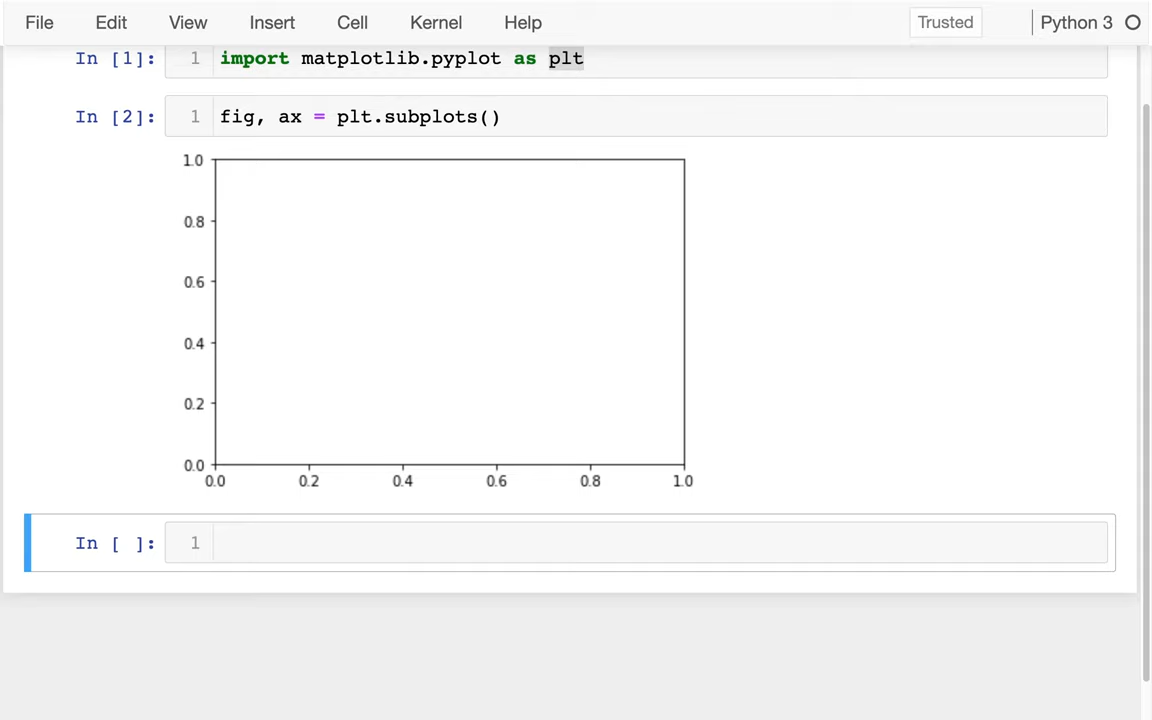 File Edit View Insert Cell Kernel Help Trusted Python 3
In [1]: 1 import matplotlib.pyplot as plt
In [2]: 1 fig, ax = plt.subplots()
1.0
0.8
0.6
0.4
0.2
0.0
0.0 0.2 0.4 0.6 0.8 1.0
In [ ]: 1